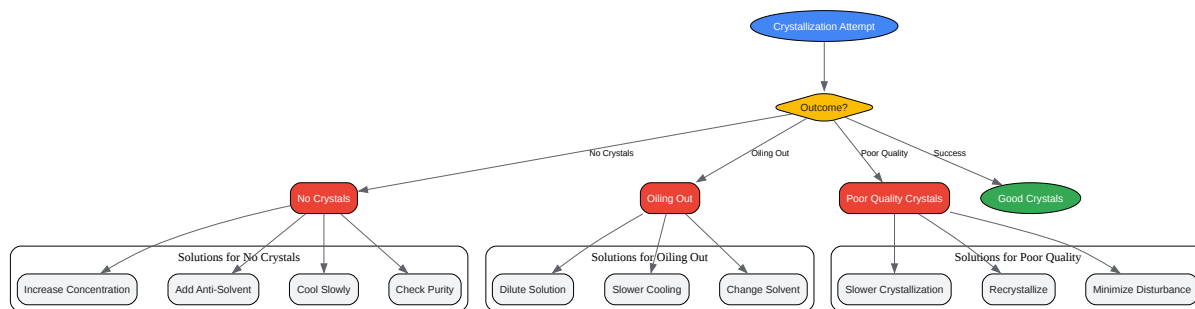 Crystallization Attempt
Outcome?
No Crystals
Oiling Out
Poor Quality
Success
No Crystals
Oiling Out
Poor Quality Crystals
Good Crystals
Solutions for No Crystals
Solutions for Oiling Out
Solutions for Poor Quality
Increase Concentration
Add Anti-Solvent
Cool Slowly
Check Purity
Dilute Solution
Slower Cooling
Change Solvent
Slower Crystallization
Recrystallize
Minimize Disturbance